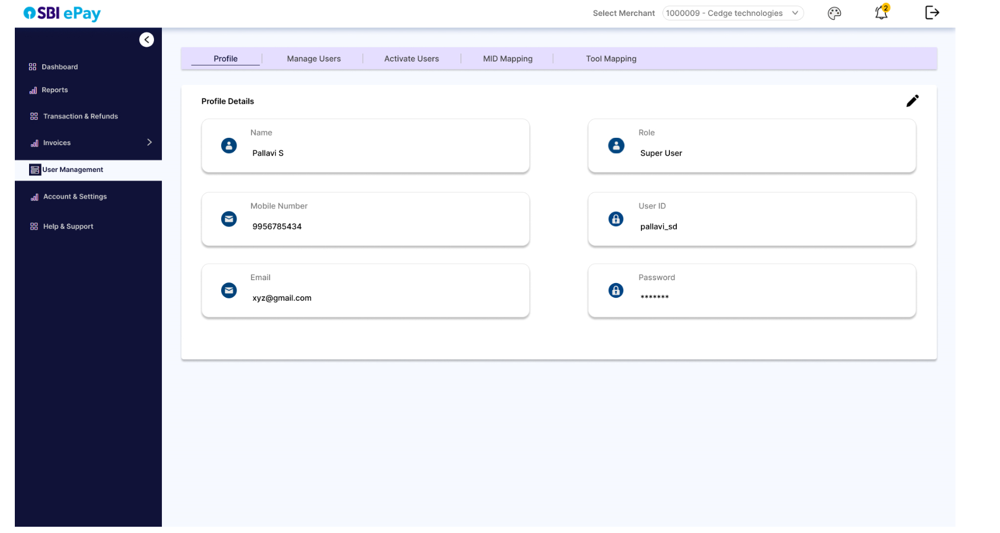 SBI ePay
Select Merchant 1000009 - Cedge technologies
2
Dashboard
Reports
Transaction & Refunds
Invoices
User Management
Account & Settings
Help & Support
Profile Manage Users Activate Users MID Mapping Tool Mapping
Profile Details
Name
Pallavi S
Role
Super User
Mobile Number
9956785434
User ID
pallavi_sd
Email
xyz@gmail.com
Password
*******